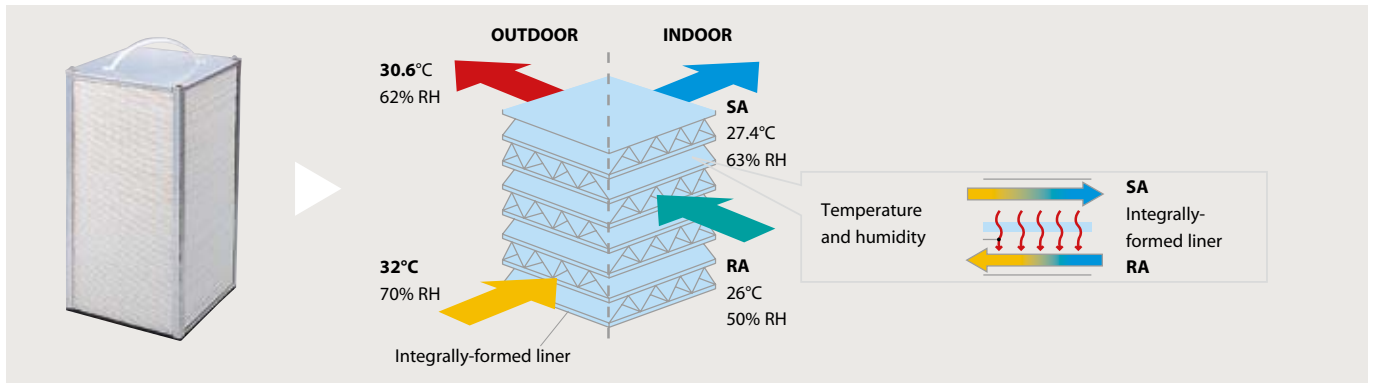 OUTDOOR
INDOOR
30.6°C
62% RH
SA
27.4°C
63% RH
32°C
70% RH
RA
26°C
50% RH
Integrally-formed liner
Temperature
and humidity
SA
Integrally-
formed liner
RA